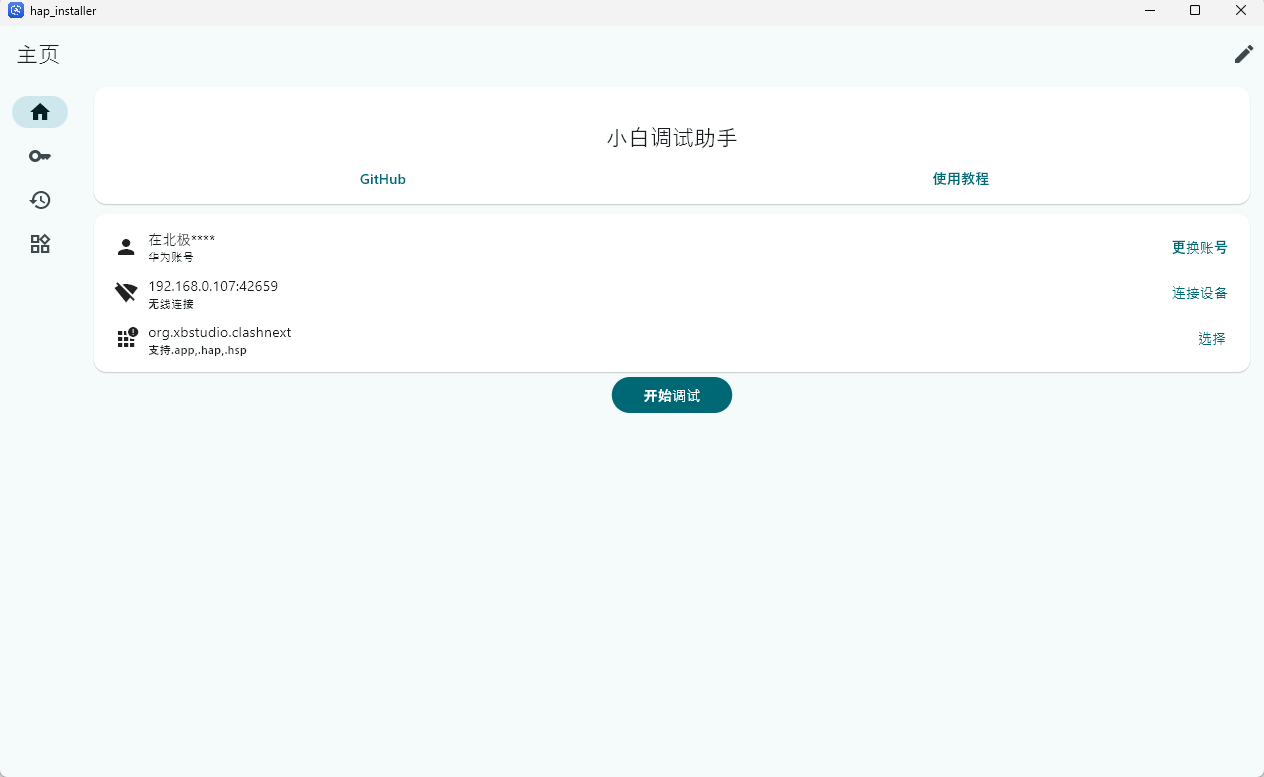 hap_installer
主页
小白调试助手
GitHub
使用教程
在北极****
华为账号
更换账号
192.168.0.107:42659
无线连接
连接设备
org.xbstudio.clashnext
支持.app,.hap,.hsp
选择
开始调试